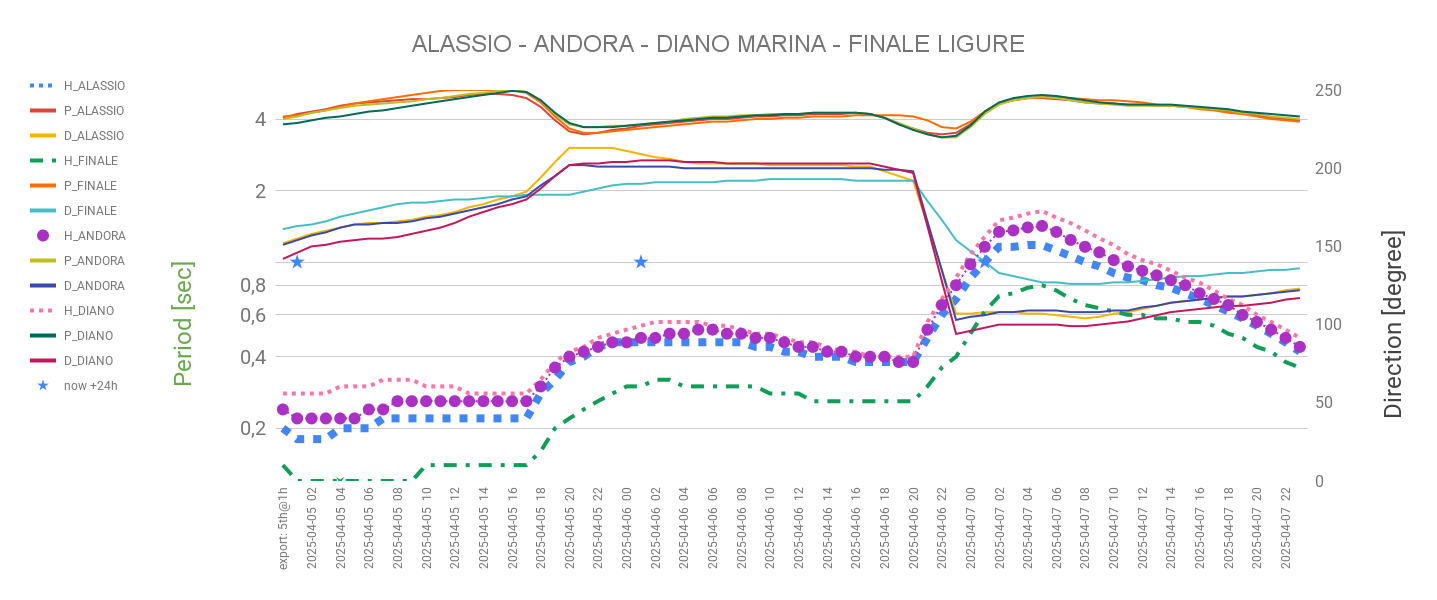 ALASSIO - ANDORA - DIANO MARINA - FINALE LIGURE
H_ALASSIO
P_ALASSIO
D_ALASSIO
H_FINALE
P_FINALE
D_FINALE
H_ANDORA
P_ANDORA
D_ANDORA
H_DIANO
P_DIANO
D_DIANO
now +24h
Period [sec]
4
2
0,8
0,6
0,4
0,2
250
200
150
100
50
0
Direction [degree]
export: 5th@1h
2025-04-05 02
2025-04-05 04
2025-04-05 06
2025-04-05 08
2025-04-05 10
2025-04-05 12
2025-04-05 14
2025-04-05 16
2025-04-05 18
2025-04-05 20
2025-04-05 22
2025-04-06 00
2025-04-06 02
2025-04-06 04
2025-04-06 06
2025-04-06 08
2025-04-06 10
2025-04-06 12
2025-04-06 14
2025-04-06 16
2025-04-06 18
2025-04-06 20
2025-04-06 22
2025-04-07 00
2025-04-07 02
2025-04-07 04
2025-04-07 06
2025-04-07 08
2025-04-07 10
2025-04-07 12
2025-04-07 14
2025-04-07 16
2025-04-07 18
2025-04-07 20
2025-04-07 22